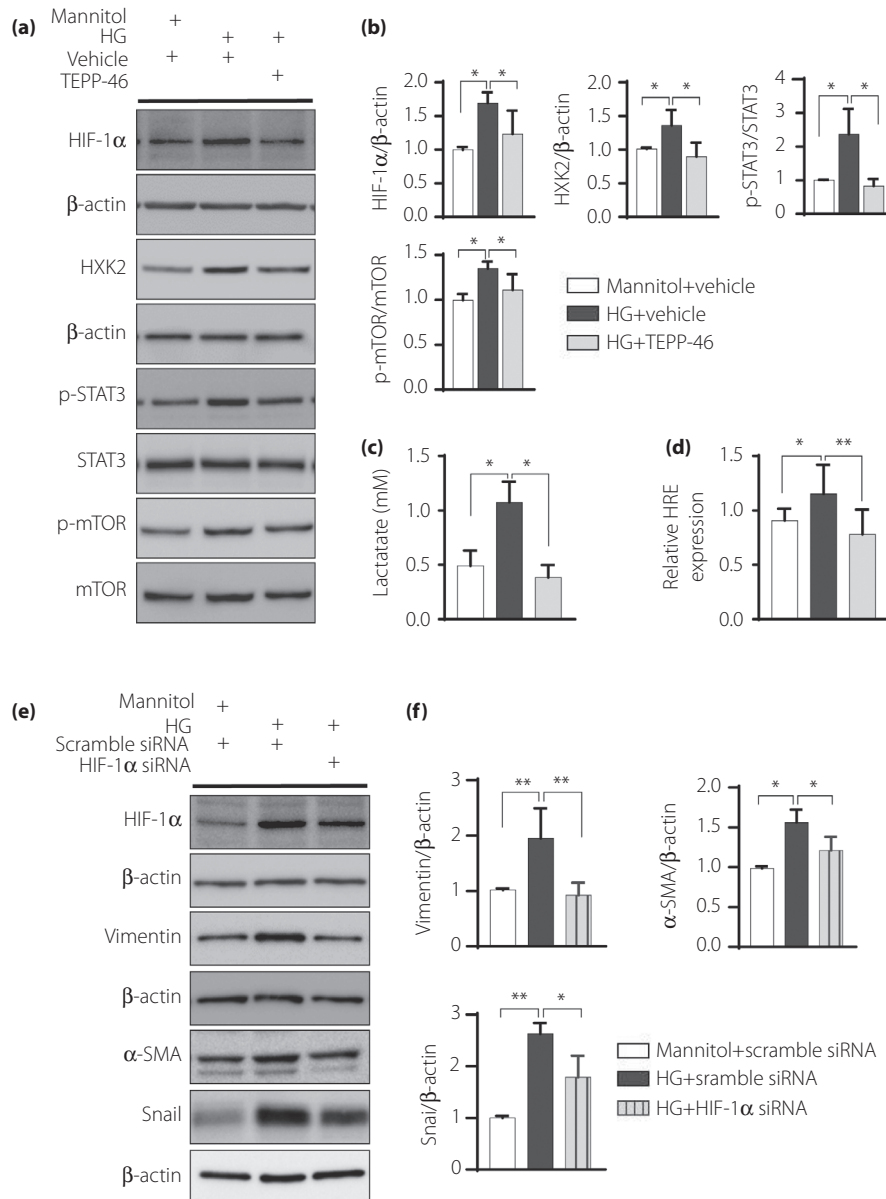 (a)
Mannitol +
HG + +
Vehicle + +
TEPP-46 +
HIF-1α
β-actin
HXK2
β-actin
p-STAT3
STAT3
p-mTOR
mTOR
(b)
HIF-1α/β-actin
2.0
1.5
1.0
0.5
0.0
* *
HXK2/β-actin
2.0
1.5
1.0
0.5
0.0
* *
p-STAT3/STAT3
4
3
2
1
0
* *
p-mTOR/mTOR
1.5
1.0
0.5
0.0
* *
Mannitol+vehicle
HG+vehicle
HG+TEPP-46
(c)
Lactatate (mM)
1.5
1.0
0.5
0.0
* *
(d)
Relative HRE
expression
1.5
1.0
0.5
0.0
* **
(e)
Mannitol +
HG + +
Scramble siRNA + +
HIF-1α siRNA +
HIF-1α
β-actin
Vimentin
β-actin
α-SMA
Snail
β-actin
(f)
Vimentin/β-actin
3
2
1
0
** **
α-SMA/β-actin
2.0
1.5
1.0
0.5
0.0
* *
Snai/β-actin
3
2
1
0
** *
Mannitol+scramble siRNA
HG+sramble siRNA
HG+HIF-1α siRNA